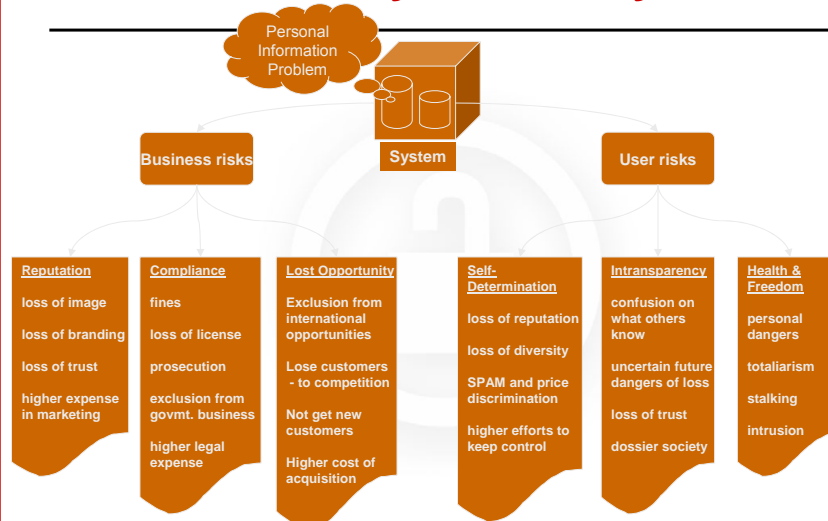 Personal
Information
Problem
System
Business risks
User risks
Reputation
loss of image
loss of branding
loss of trust
higher expense
in marketing
Compliance
fines
loss of license
prosecution
exclusion from
govmt. business
higher legal
expense
Lost Opportunity
Exclusion from
international
opportunities
Lose customers
- to competition
Not get new
customers
Higher cost of
acquisition
Self-
Determination
loss of reputation
loss of diversity
SPAM and price
discrimination
higher efforts to
keep control
Intransparency
confusion on
what others
know
uncertain future
dangers of loss
loss of trust
dossier society
Health &
Freedom
personal
dangers
totaliarism
stalking
intrusion